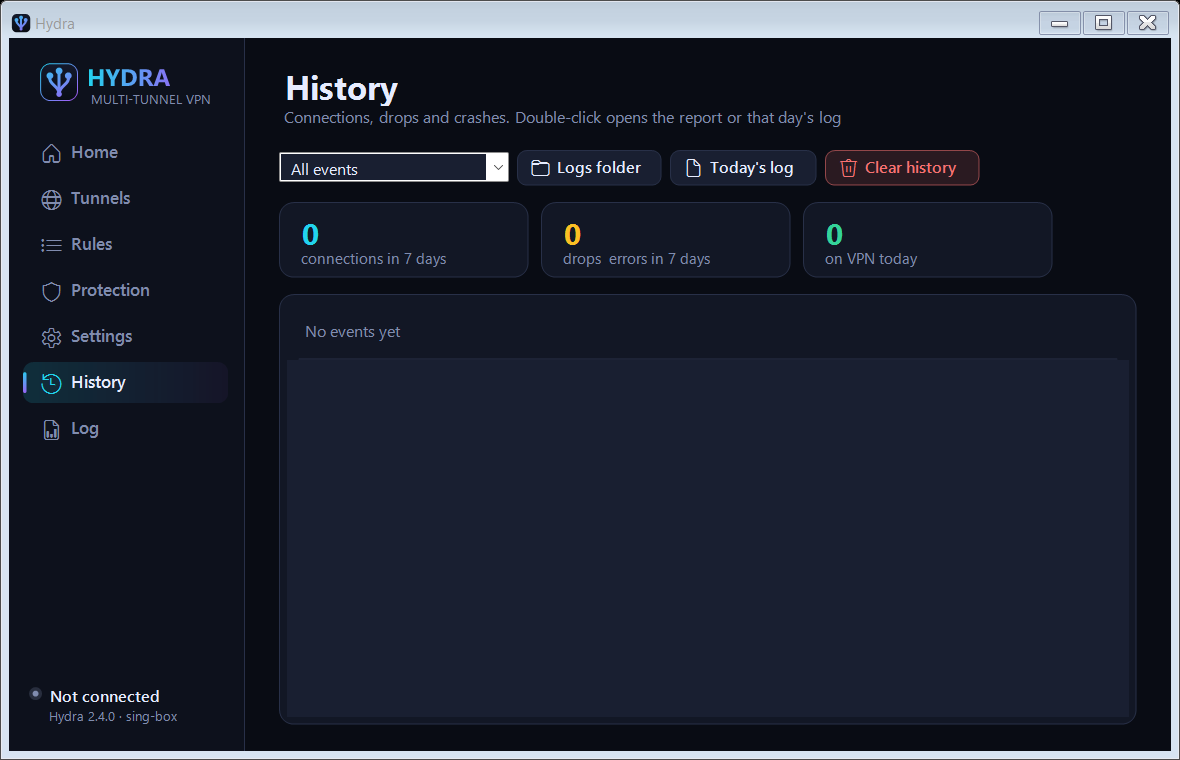 Hydra
HYDRA
MULTI-TUNNEL VPN
Home
Tunnels
Rules
Protection
Settings
History
Log
Not connected
Hydra 2.4.0 · sing-box
History
Connections, drops and crashes. Double-click opens the report or that day's log
All events
Logs folder
Today's log
Clear history
0
connections in 7 days
0
drops  errors in 7 days
0
on VPN today
No events yet